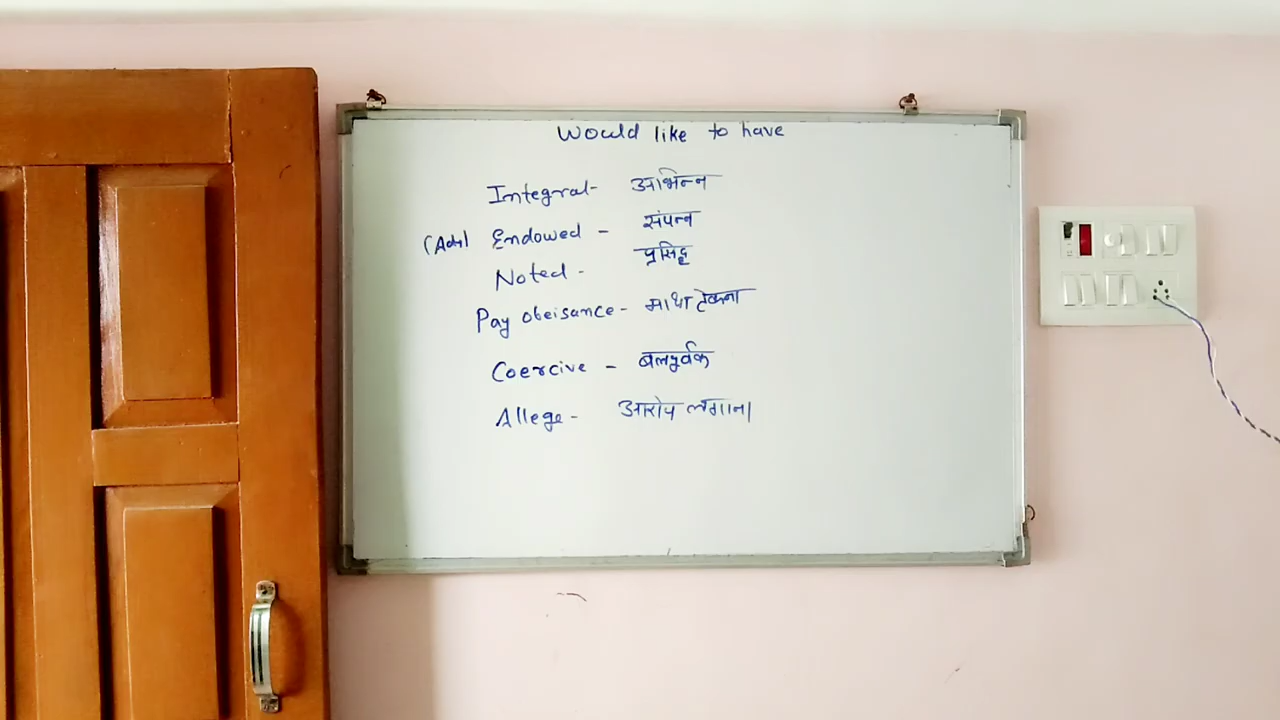 Would like to have
Integral - अभिन्न
(Adj) Endowed - संपन्न
Noted - प्रसिद्ध
Pay obeisance - माथा टेकना
Coercive - बलपूर्वक
Allege - आरोप लगाना